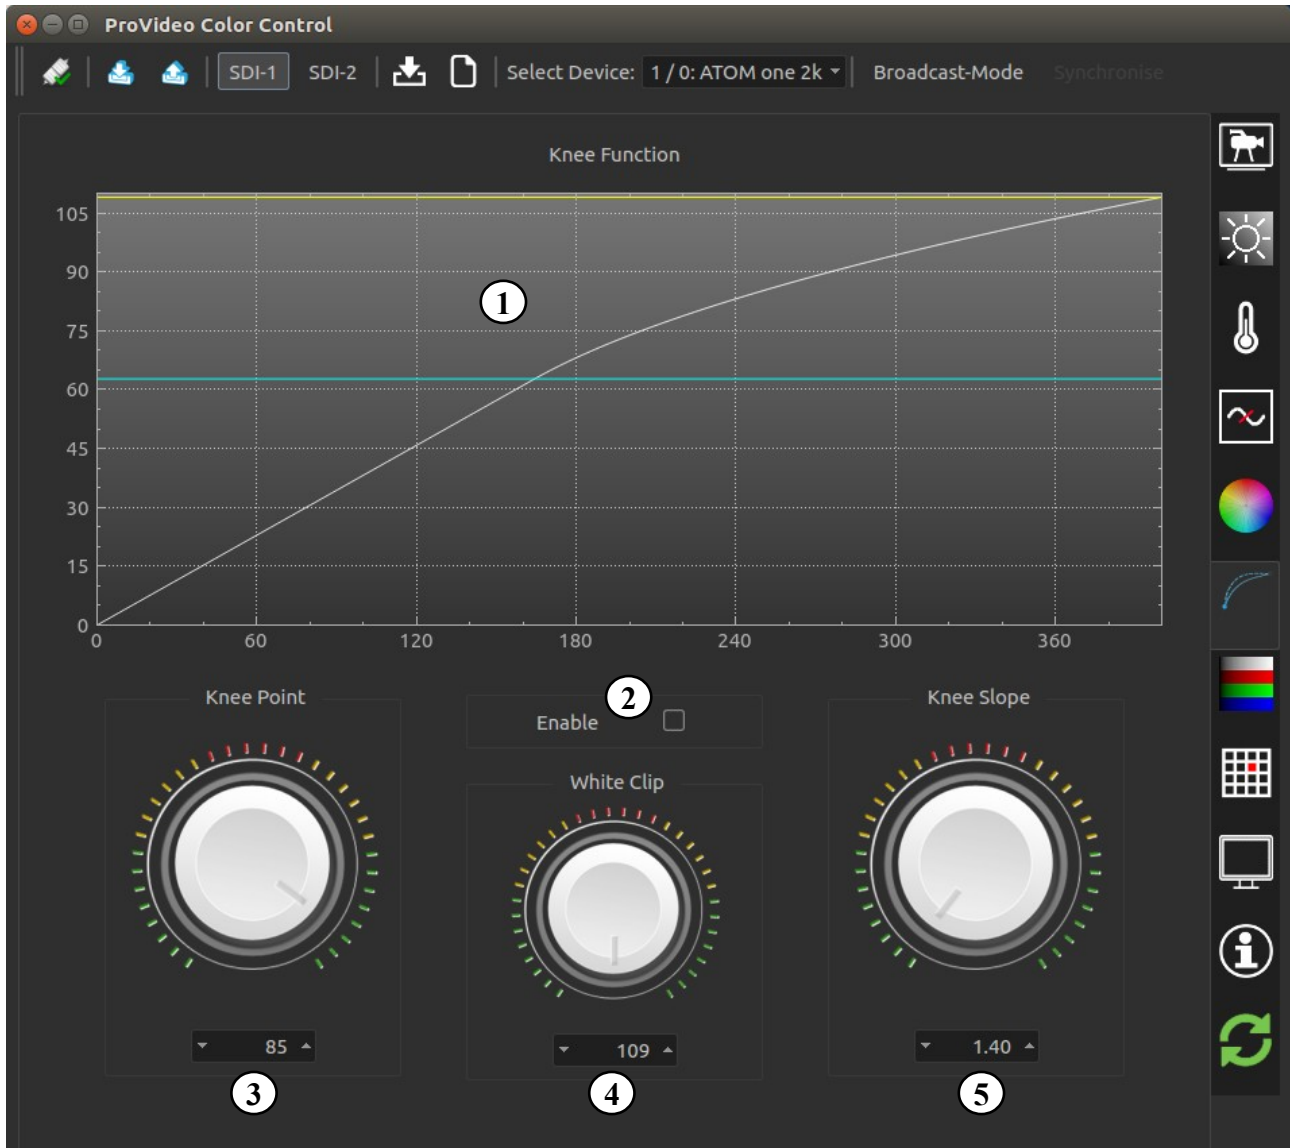 ProVideo Color Control
SDI-1 SDI-2 Select Device: 1 / 0: ATOM one 2k Broadcast-Mode Synchronise
Knee Function
105
90
75
60
45
30
15
0
0 60 120 180 240 300 360
1
Knee Point 2 Knee Slope
Enable
White Clip
85 109 1.40
3 4 5